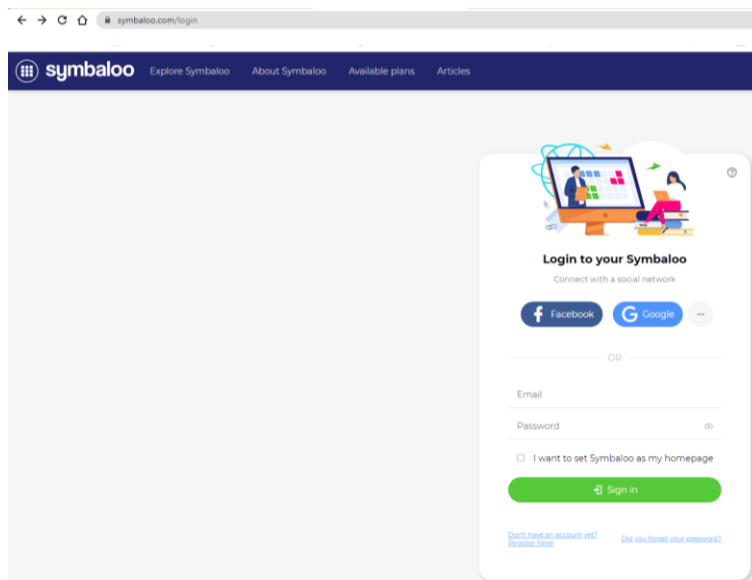 symbaloo.com/login
symbaloo Explore Symbaloo About Symbaloo Available plans Articles
Login to your Symbaloo
Connect with a social network
Facebook Google ...
OR
Email
Password
I want to set Symbaloo as my homepage
Sign in
Don't have an account yet? Did you forget your password?
Register here!